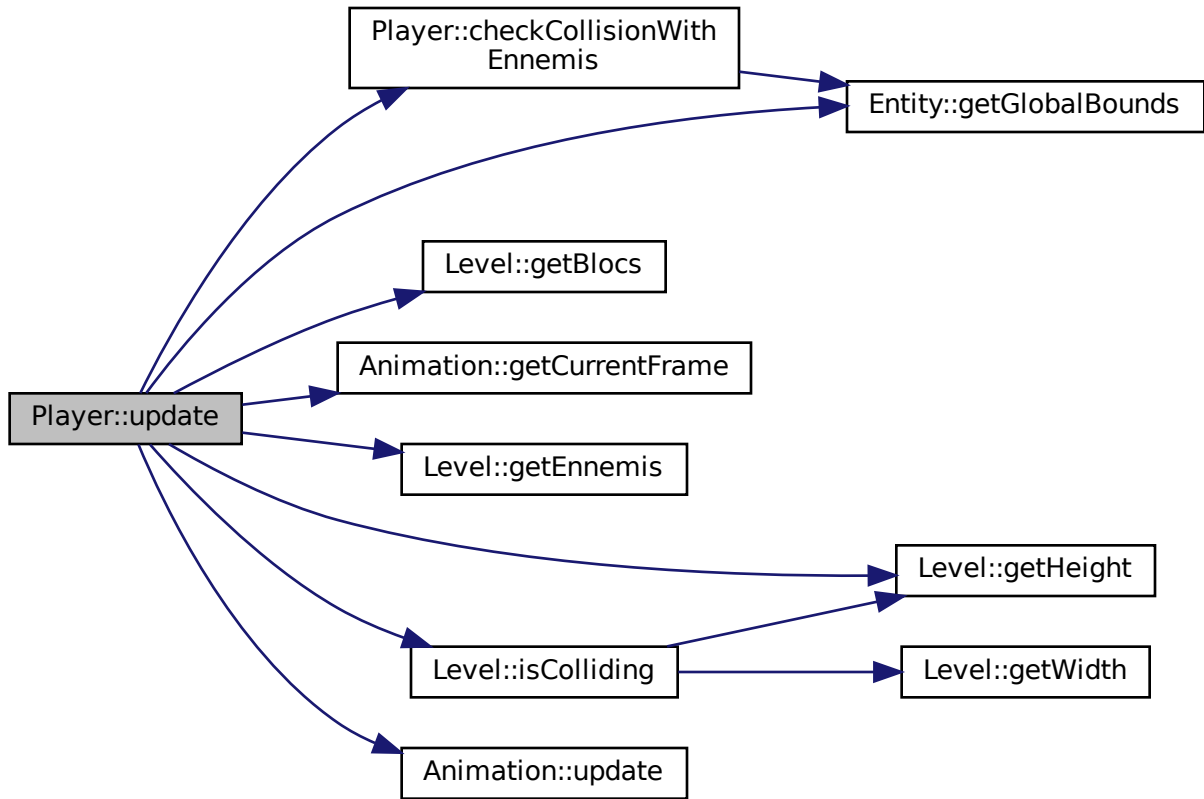 Player::checkCollisionWith
Ennemis
Entity::getGlobalBounds
Level::getBlocs
Animation::getCurrentFrame
Player::update
Level::getEnnemis
Level::getHeight
Level::isColliding
Level::getWidth
Animation::update